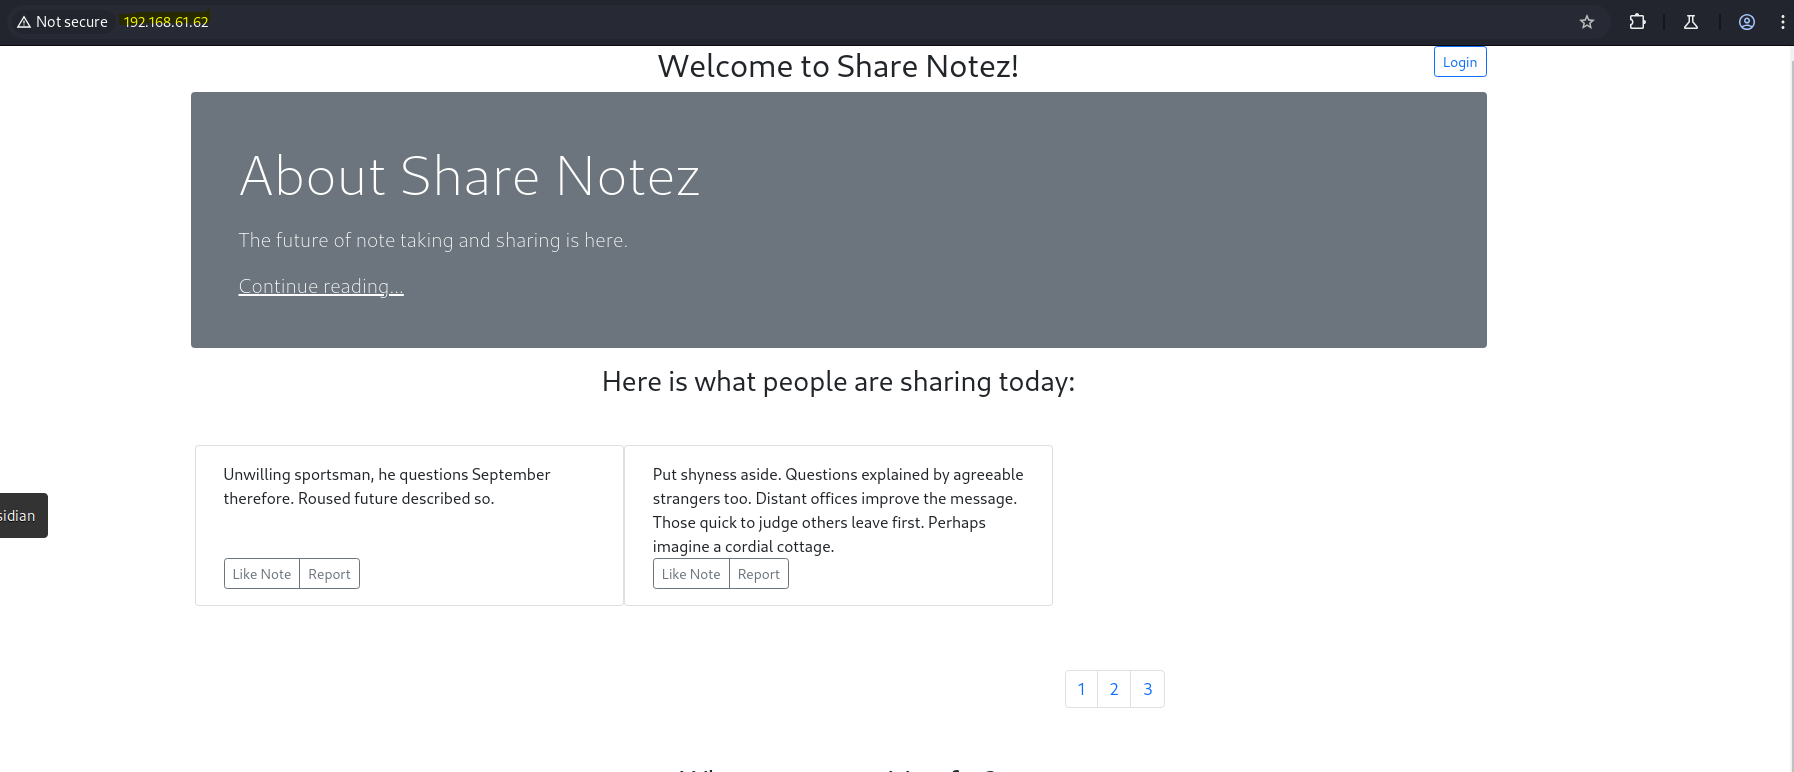 Not secure 192.168.61.62
Welcome to Share Notez!
Login
About Share Notez
The future of note taking and sharing is here.
Continue reading...
Here is what people are sharing today:
Unwilling sportsman, he questions September
therefore. Roused future described so.
Like Note Report
Put shyness aside. Questions explained by agreeable
strangers too. Distant offices improve the message.
Those quick to judge others leave first. Perhaps
imagine a cordial cottage.
Like Note Report
sidian
1 2 3